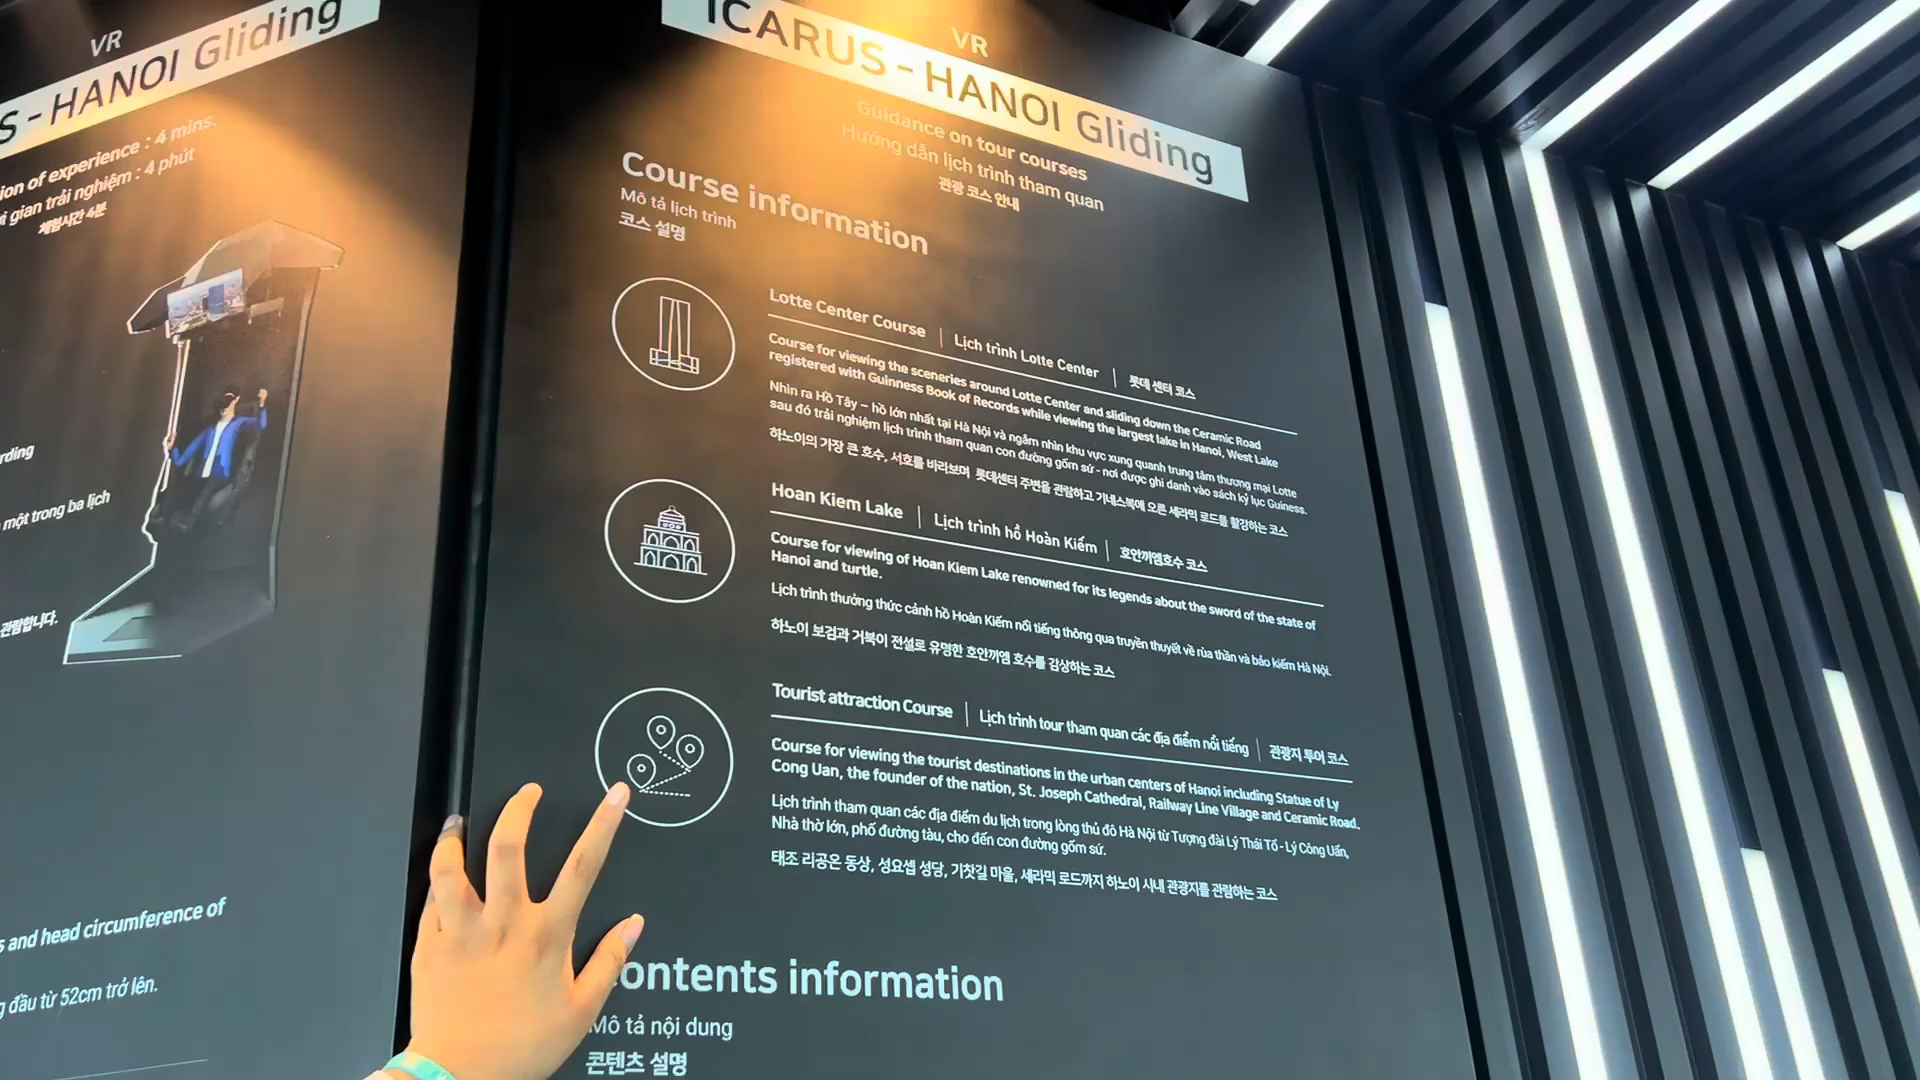 VR
S - HANOI Gliding
ion of experience : 4 mins.
i gian trải nghiệm : 4 phút
체험시간 4분
rding
một trong ba lịch
관람합니다.
s and head circumference of
g đầu từ 52cm trở lên.
VR
ICARUS - HANOI Gliding
Guidance on tour courses
Hướng dẫn lịch trình tham quan
관광 코스 안내
Course information
Mô tả lịch trình
코스 설명
Lotte Center Course | Lịch trình Lotte Center | 롯데 센터 코스
Course for viewing the sceneries around Lotte Center and sliding down the Ceramic Road
registered with Guinness Book of Records while viewing the largest lake in Hanoi, West Lake
Nhìn ra Hồ Tây – hồ lớn nhất tại Hà Nội và ngắm nhìn khu vực xung quanh trung tâm thương mại Lotte
sau đó trải nghiệm lịch trình tham quan con đường gốm sứ - nơi được ghi danh vào sách kỷ lục Guiness.
하노이의 가장 큰 호수, 서호를 바라보며 롯데센터 주변을 관람하고 기네스북에 오른 세라믹 로드를 활강하는 코스
Hoan Kiem Lake | Lịch trình hồ Hoàn Kiếm | 호안끼엠호수 코스
Course for viewing of Hoan Kiem Lake renowned for its legends about the sword of the state of
Hanoi and turtle.
Lịch trình thưởng thức cảnh hồ Hoàn Kiếm nổi tiếng thông qua truyền thuyết về rùa thần và bảo kiếm Hà Nội.
하노이 보검과 거북이 전설로 유명한 호안끼엠 호수를 감상하는 코스
Tourist attraction Course | Lịch trình tour tham quan các địa điểm nổi tiếng | 관광지 투어 코스
Course for viewing the tourist destinations in the urban centers of Hanoi including Statue of Ly
Cong Uan, the founder of the nation, St. Joseph Cathedral, Railway Line Village and Ceramic Road.
Lịch trình tham quan các địa điểm du lịch trong lòng thủ đô Hà Nội từ Tượng đài Lý Thái Tổ - Lý Công Uẩn,
Nhà thờ lớn, phố đường tàu, cho đến con đường gốm sứ.
태조 리공온 동상, 성요셉 성당, 기찻길 마을, 세라믹 로드까지 하노이 시내 관광지를 관람하는 코스
ontents information
Mô tả nội dung
콘텐츠 설명